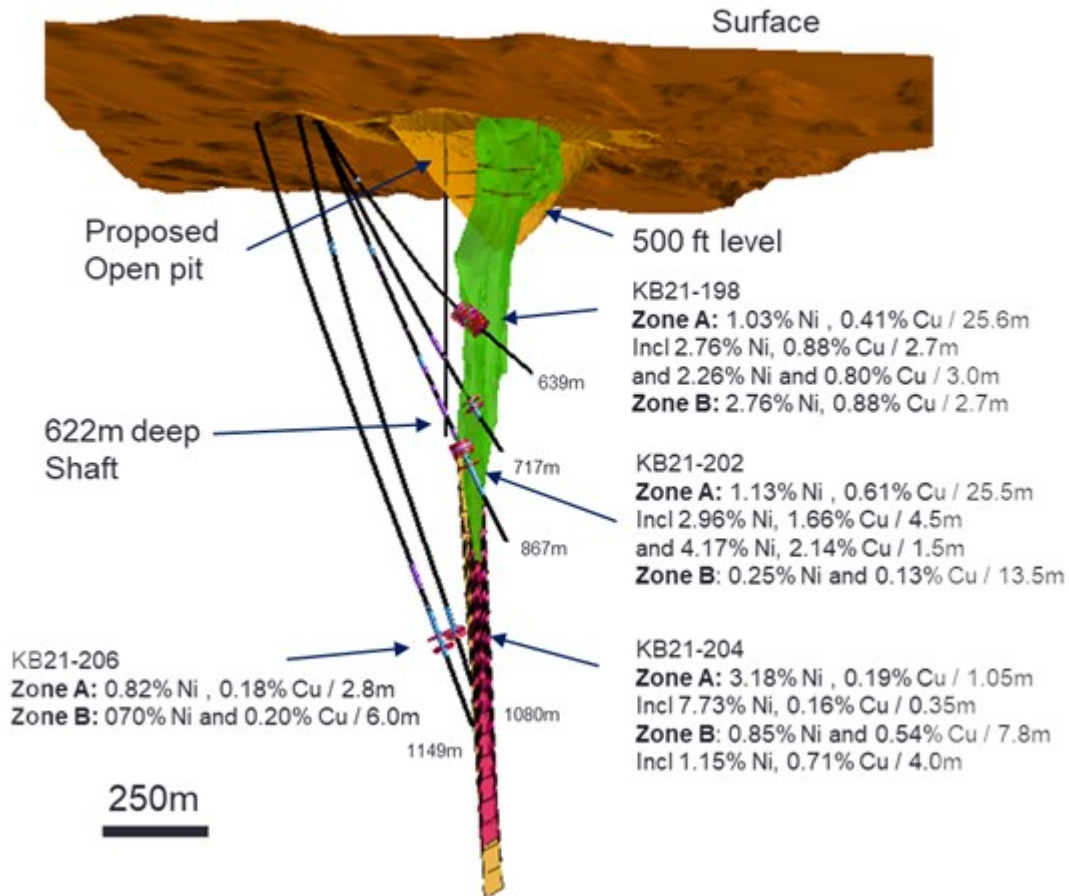 Surface
Proposed
Open pit
500 ft level
KB21-198
Zone A: 1.03% Ni , 0.41% Cu / 25.6m
Incl 2.76% Ni, 0.88% Cu / 2.7m
and 2.26% Ni and 0.80% Cu / 3.0m
Zone B: 2.76% Ni, 0.88% Cu / 2.7m
639m
622m deep
Shaft
717m
KB21-202
Zone A: 1.13% Ni , 0.61% Cu / 25.5m
Incl 2.96% Ni, 1.66% Cu / 4.5m
and 4.17% Ni, 2.14% Cu / 1.5m
Zone B: 0.25% Ni and 0.13% Cu / 13.5m
867m
KB21-206
Zone A: 0.82% Ni , 0.18% Cu / 2.8m
Zone B: 070% Ni and 0.20% Cu / 6.0m
KB21-204
Zone A: 3.18% Ni , 0.19% Cu / 1.05m
Incl 7.73% Ni, 0.16% Cu / 0.35m
Zone B: 0.85% Ni and 0.54% Cu / 7.8m
Incl 1.15% Ni, 0.71% Cu / 4.0m
1080m
1149m
250m